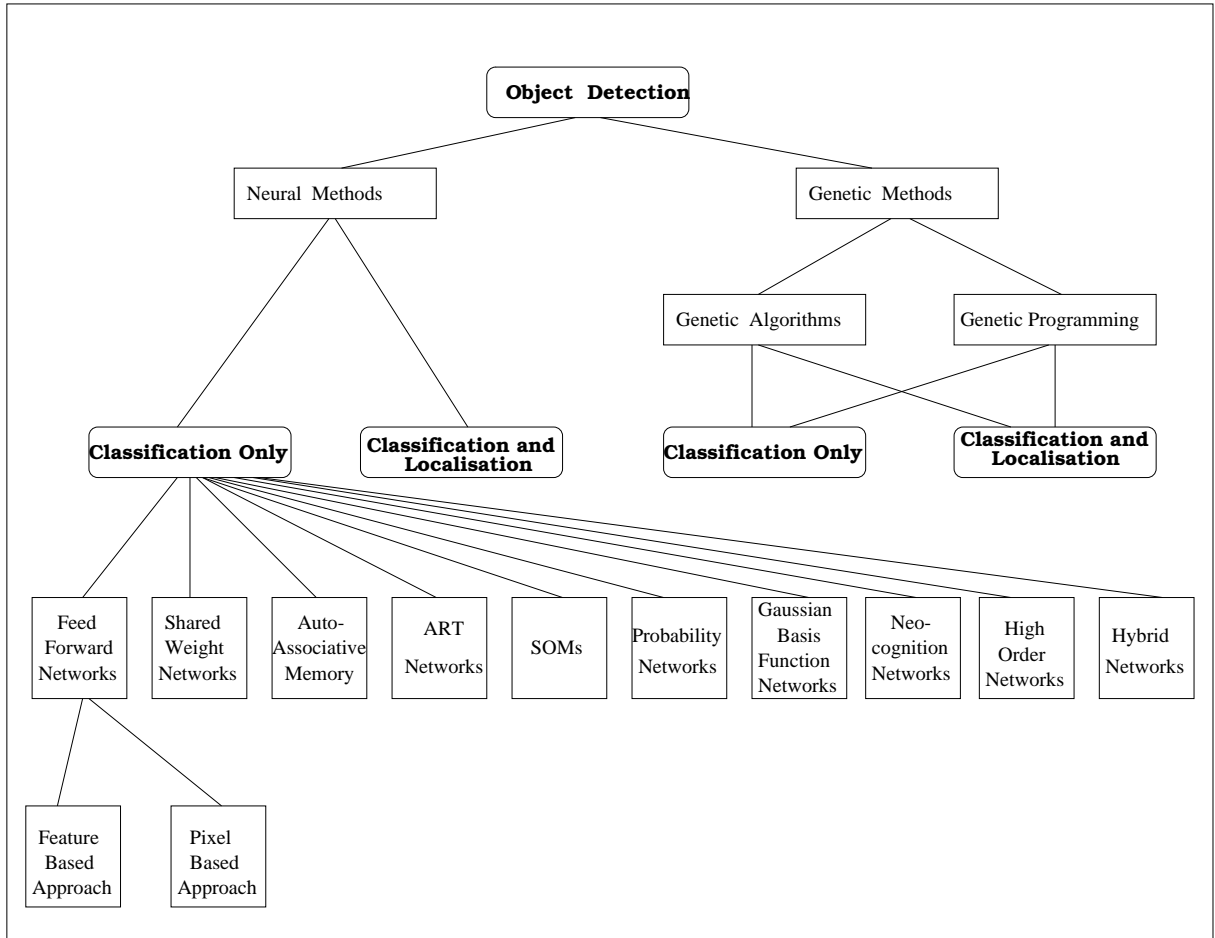 Object Detection
Neural Methods
Genetic Methods
Genetic Algorithms
Genetic Programming
Classification Only
Classification and
Localisation
Classification Only
Classification and
Localisation
Feed
Forward
Networks
Shared
Weight
Networks
Auto-
Associative
Memory
ART
Networks
SOMs
Probability
Networks
Gaussian
Basis
Function
Networks
Neo-
cognition
Networks
High
Order
Networks
Hybrid
Networks
Feature
Based
Approach
Pixel
Based
Approach